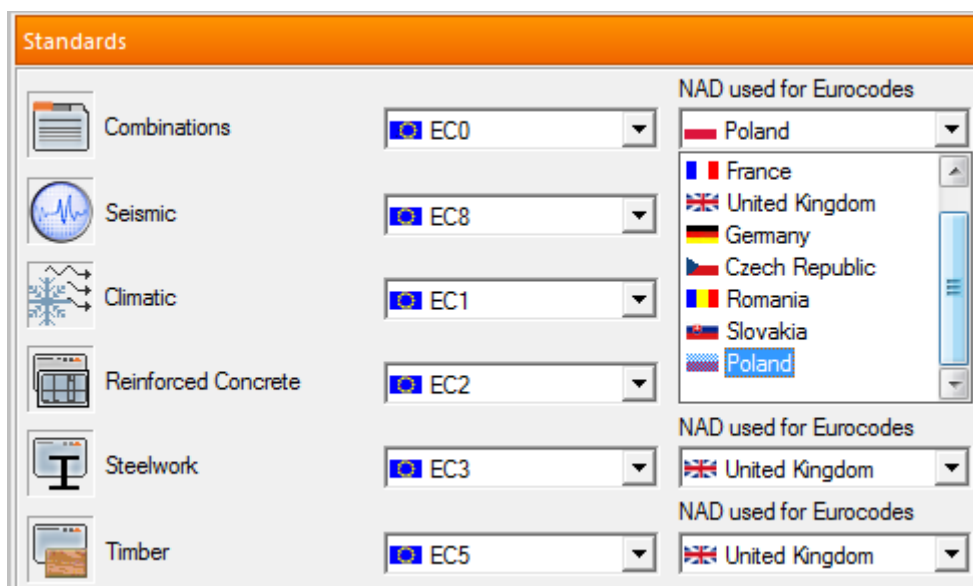 Standards
NAD used for Eurocodes
Combinations
EC0
Poland
France
United Kingdom
Germany
Czech Republic
Romania
Slovakia
Poland
Seismic
EC8
Climatic
EC1
Reinforced Concrete
EC2
NAD used for Eurocodes
Steelwork
EC3
United Kingdom
NAD used for Eurocodes
Timber
EC5
United Kingdom